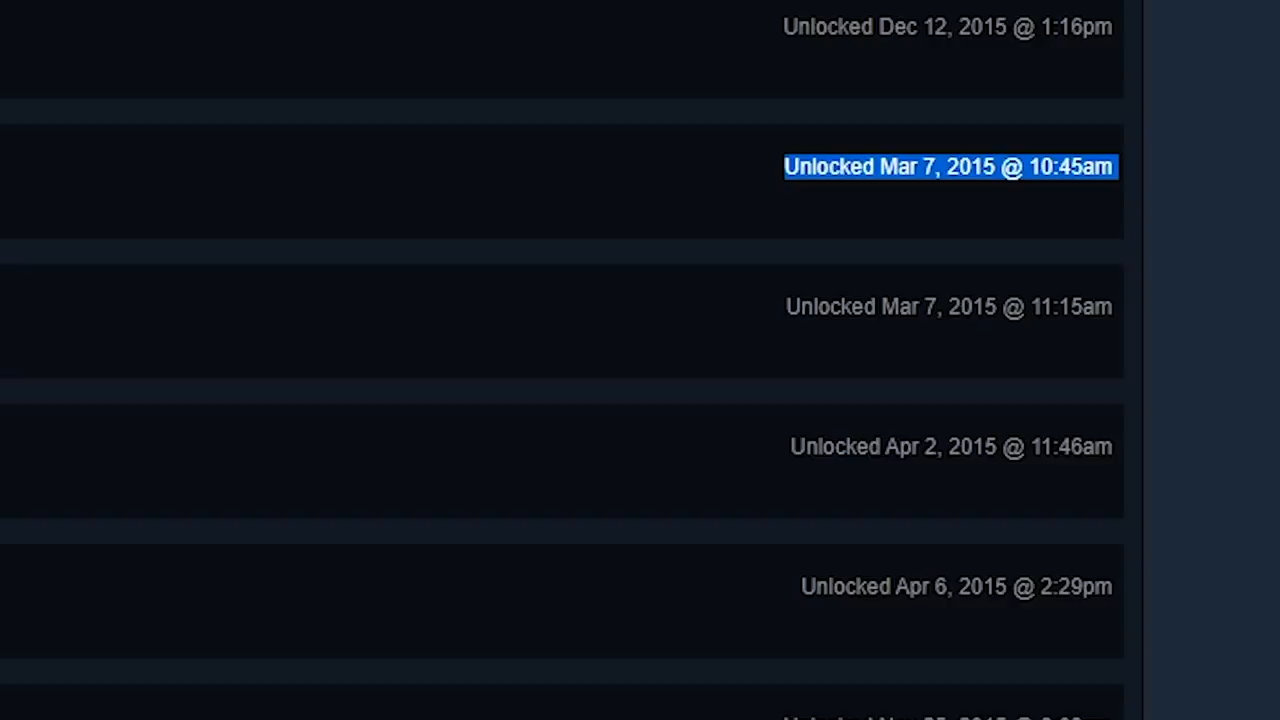 Unlocked Dec 12, 2015 @ 1:16pm
Unlocked Mar 7, 2015 @ 10:45am
Unlocked Mar 7, 2015 @ 11:15am
Unlocked Apr 2, 2015 @ 11:46am
Unlocked Apr 6, 2015 @ 2:29pm